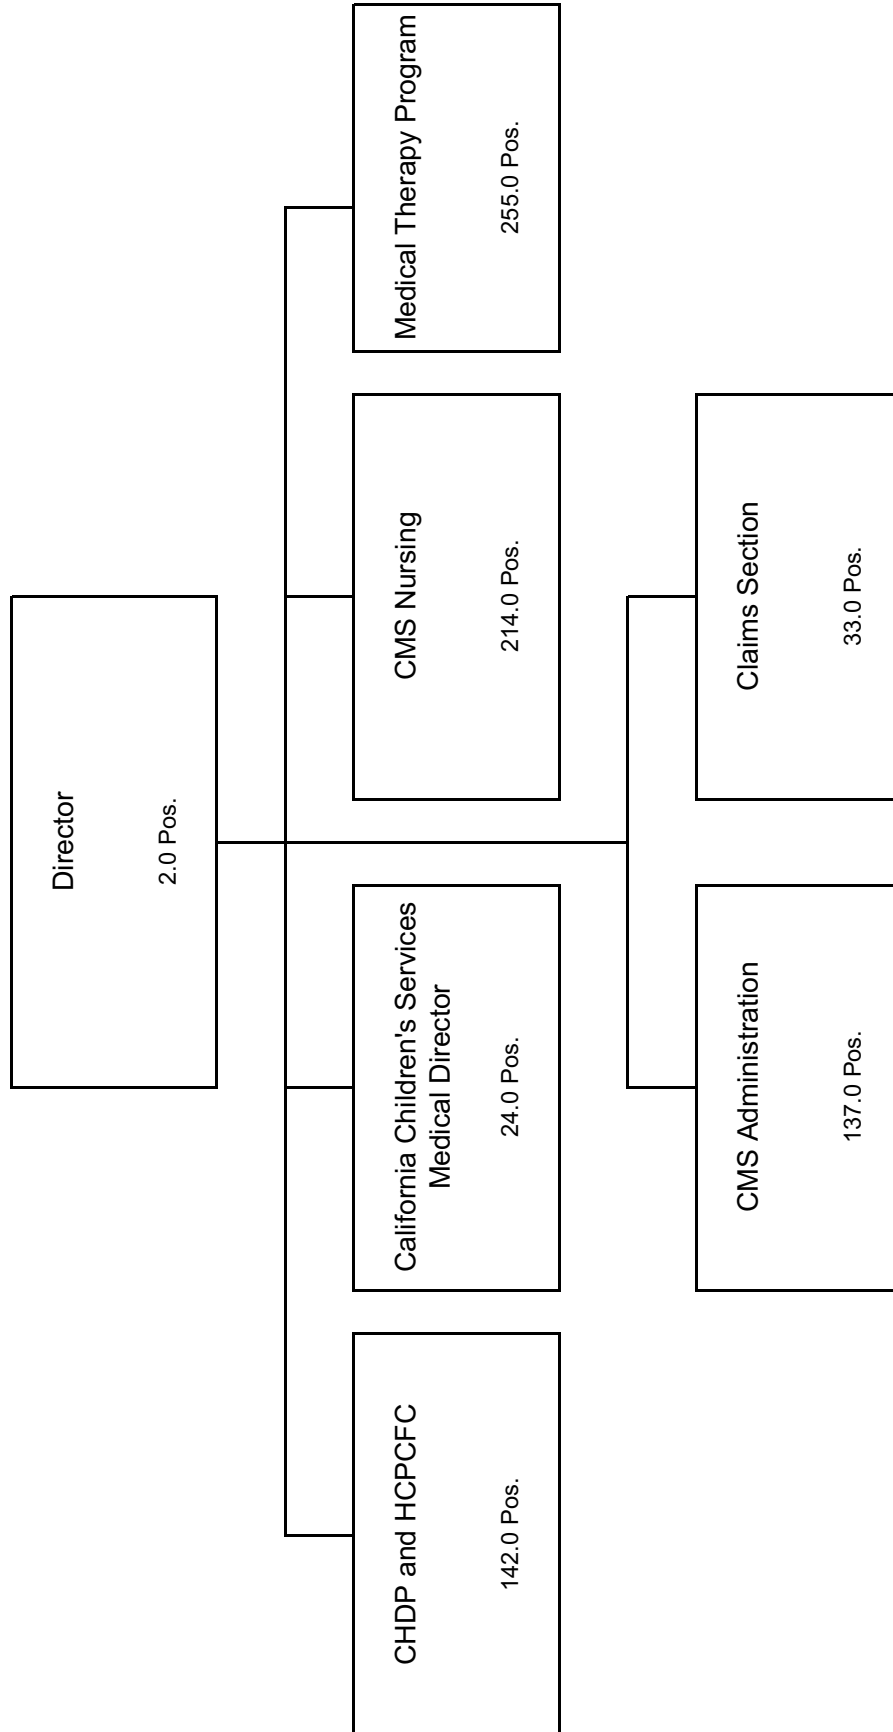 Director
2.0 Pos.
CHDP and HCPCFC
142.0 Pos.
California Children's Services
Medical Director
24.0 Pos.
CMS Nursing
214.0 Pos.
Medical Therapy Program
255.0 Pos.
CMS Administration
137.0 Pos.
Claims Section
33.0 Pos.